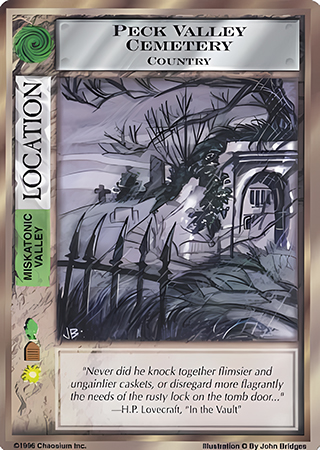 PECK VALLEY
CEMETERY
COUNTRY
LOCATION
MISKATONIC
VALLEY
JB.
"Never did he knock together flimsier and
ungainlier caskets, or disregard more flagrantly
the needs of the rusty lock on the tomb door..."
—H.P. Lovecraft, "In the Vault"
©1996 Chaosium Inc.
Illustration © By John Bridges